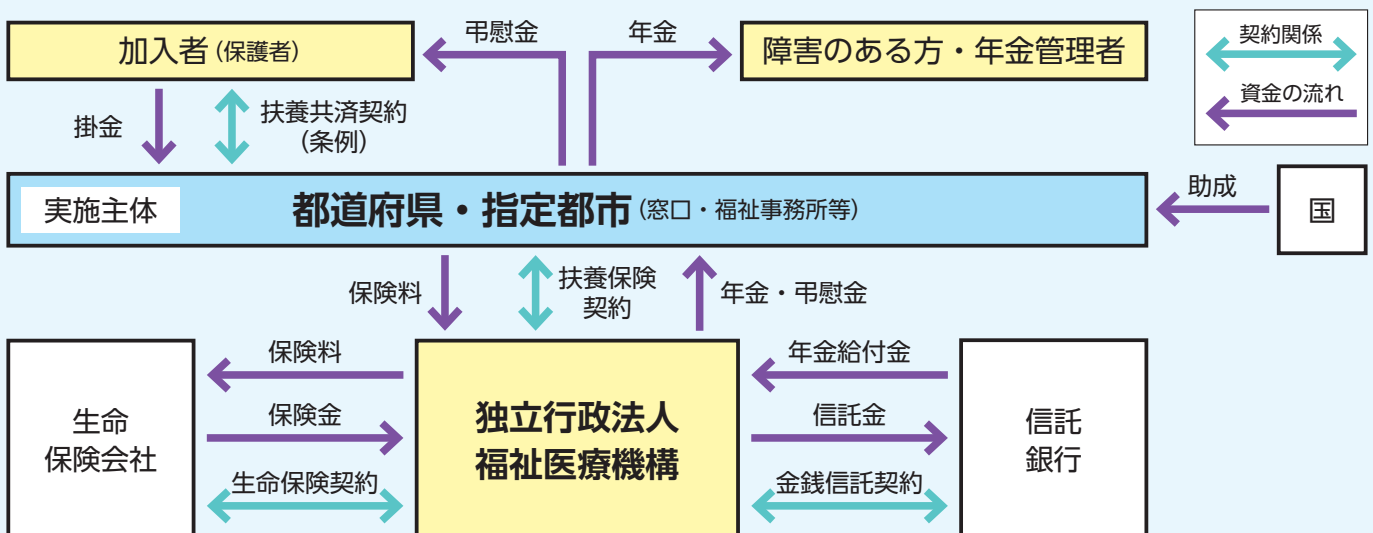 弔慰金
年金
契約関係
加入者(保護者)
障害のある方・年金管理者
資金の流れ
掛金
扶養共済契約
(条例)
助成
実施主体
都道府県・指定都市(窓口・福祉事務所等)
国
保険料
扶養保険
契約
年金・弔慰金
保険料
年金給付金
生命
保険会社
保険金
独立行政法人
福祉医療機構
信託金
信託
銀行
生命保険契約
金銭信託契約